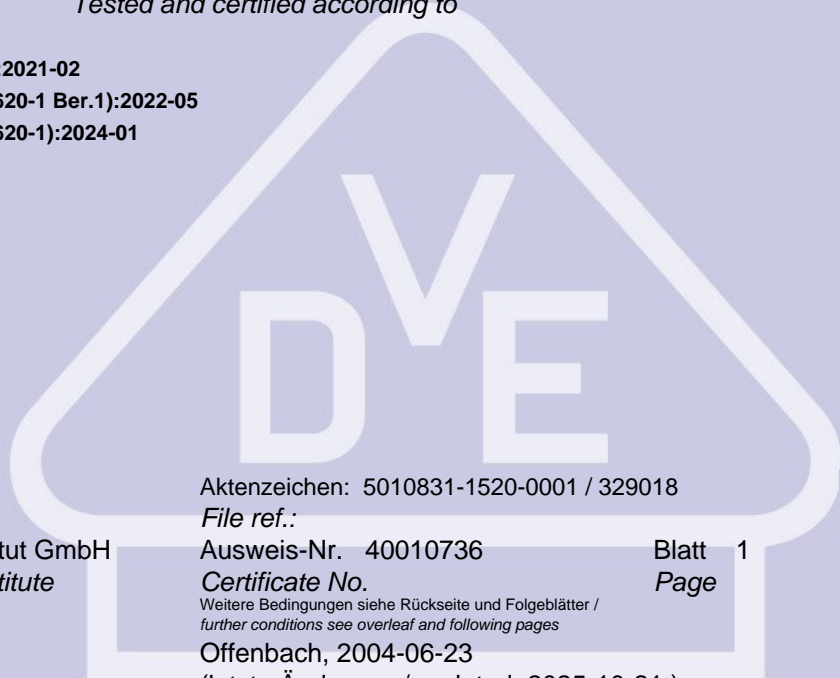 Tested and certified according to
:2021-02
620-1 Ber.1):2022-05
620-1):2024-01
D V E
Aktenzeichen: 5010831-1520-0001 / 329018
File ref.:
tut GmbH Ausweis-Nr. 40010736 Blatt 1
titute Certificate No. Page
Weitere Bedingungen siehe Rückseite und Folgeblätter /
further conditions see overleaf and following pages
Offenbach, 2004-06-23